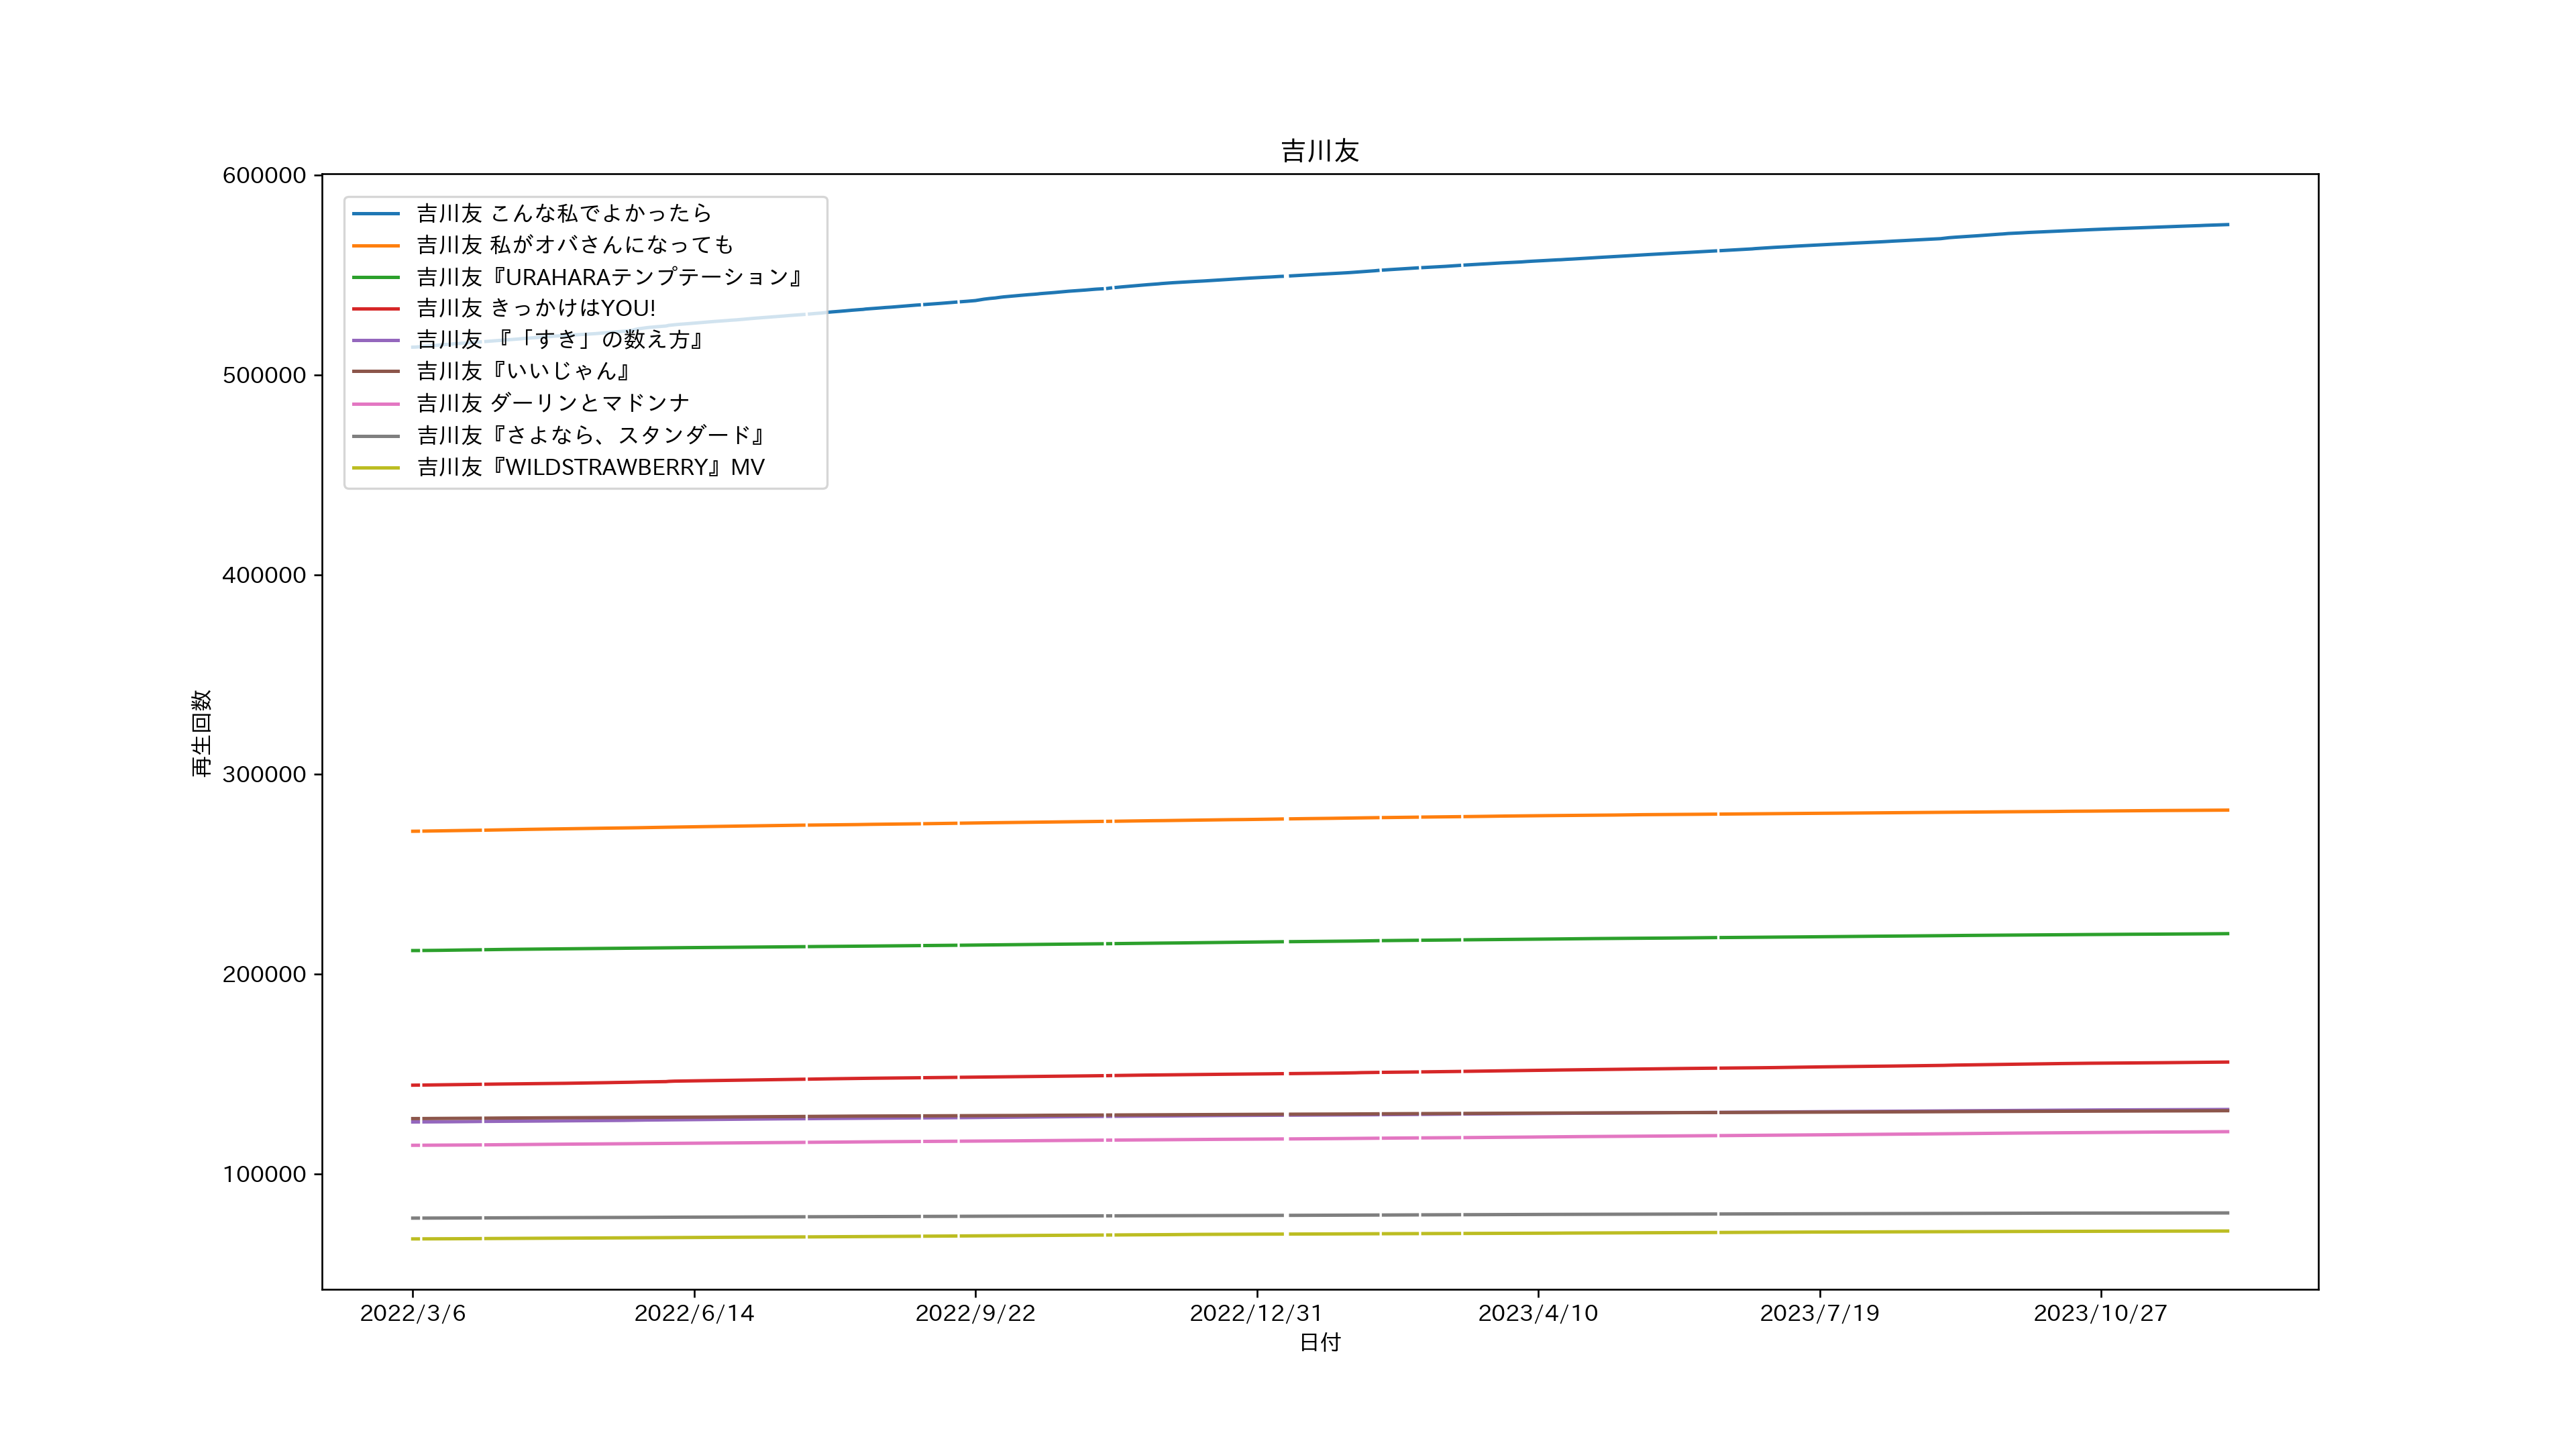 吉川友
600000
500000
400000
300000
200000
100000
再生回数
吉川友 こんな私でよかったら
吉川友 私がオバさんになっても
吉川友『URAHARAテンプテーション』
吉川友 きっかけはYOU!
吉川友 『「すき」の数え方』
吉川友『いいじゃん』
吉川友 ダーリンとマドンナ
吉川友『さよなら、スタンダード』
吉川友『WILDSTRAWBERRY』MV
2022/3/6
2022/6/14
2022/9/22
2022/12/31
2023/4/10
2023/7/19
2023/10/27
日付